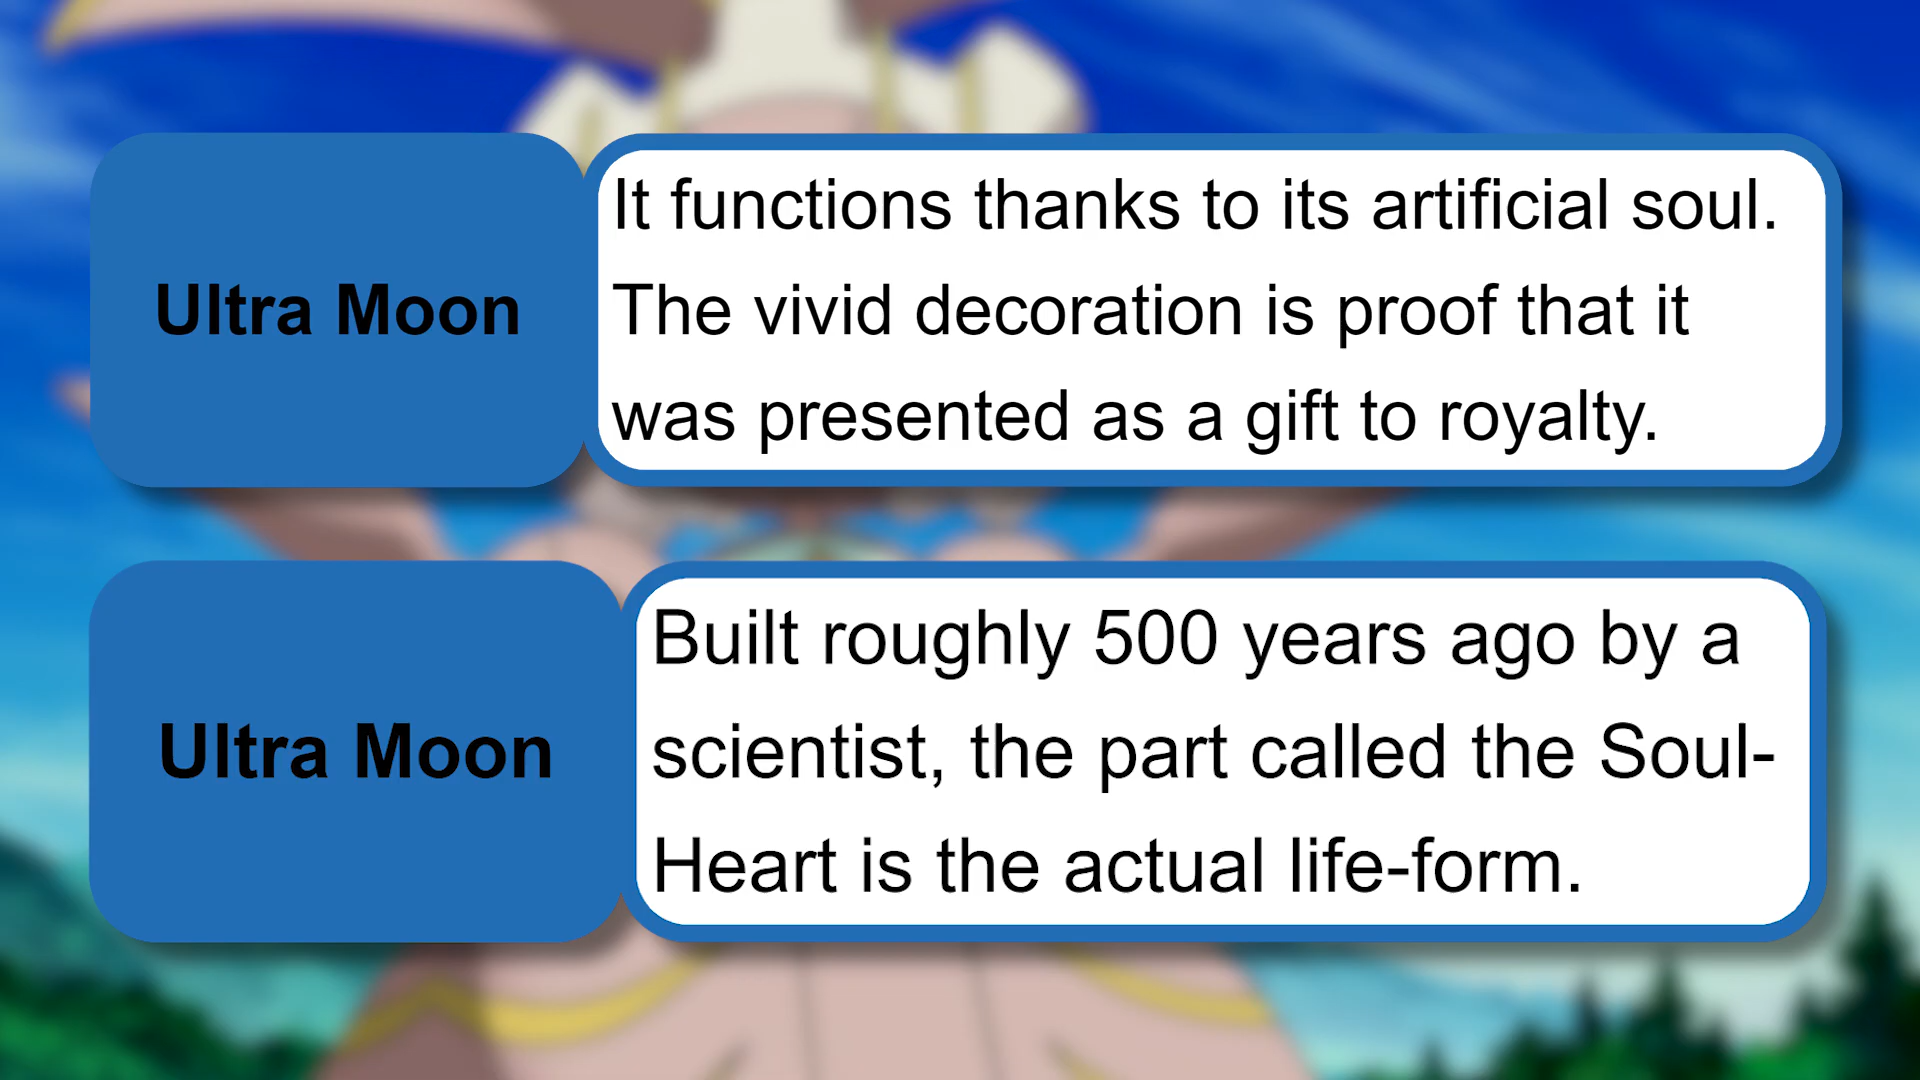 Ultra Moon
It functions thanks to its artificial soul.
The vivid decoration is proof that it
was presented as a gift to royalty.
Ultra Moon
Built roughly 500 years ago by a
scientist, the part called the Soul-
Heart is the actual life-form.